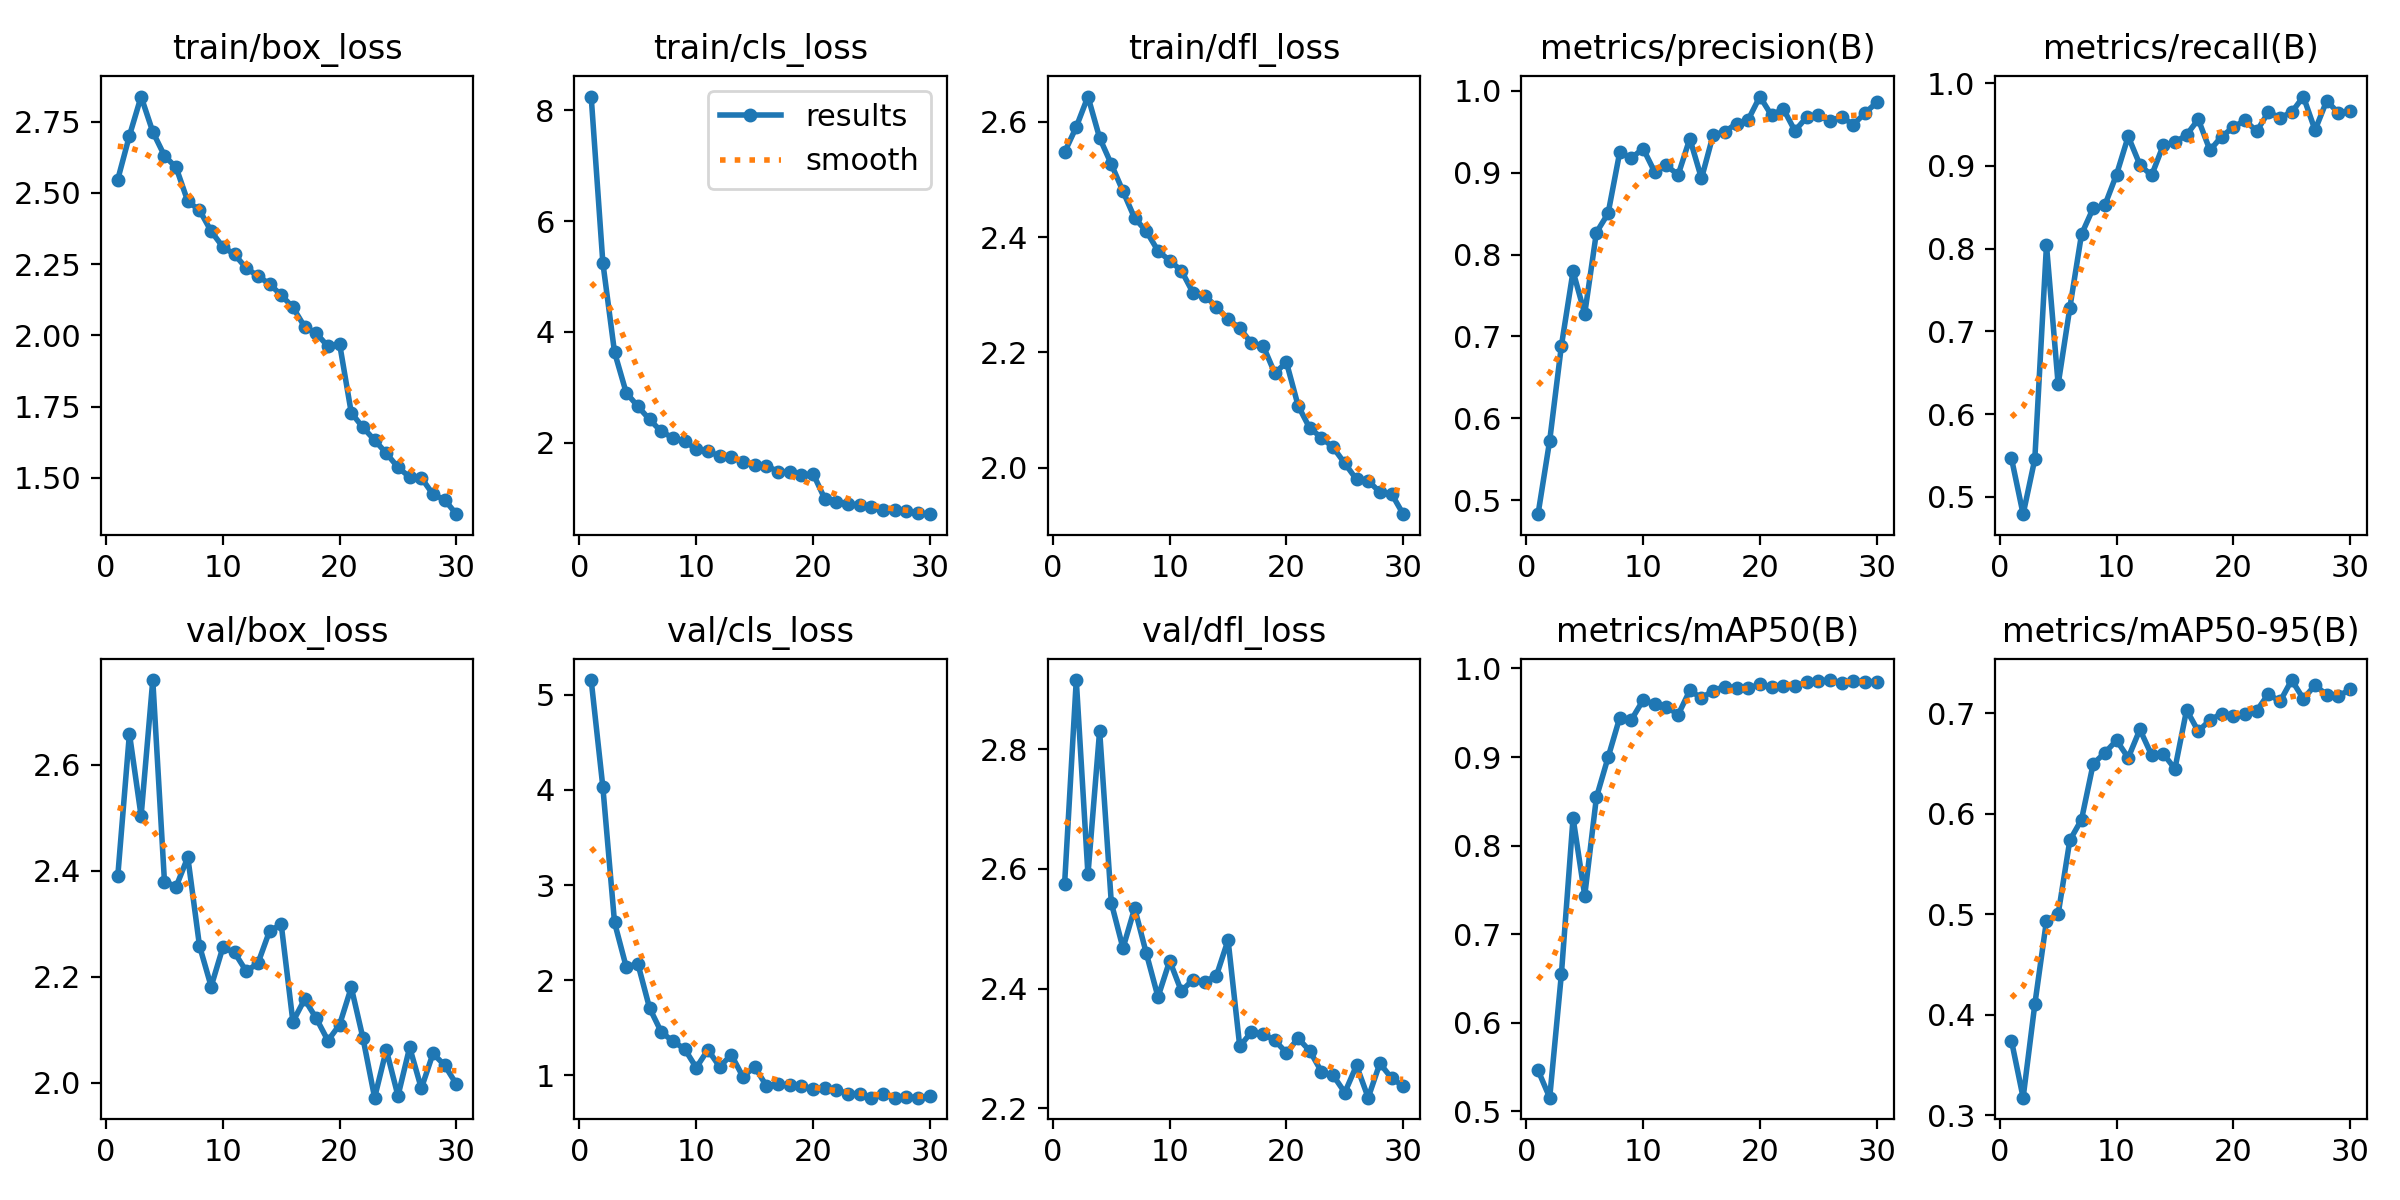 train/box_loss
2.75
2.50
2.25
2.00
1.75
1.50
0 10 20 30
train/cls_loss
results
smooth
8
6
4
2
0 10 20 30
train/dfl_loss
2.6
2.4
2.2
2.0
0 10 20 30
metrics/precision(B)
1.0
0.9
0.8
0.7
0.6
0.5
0 10 20 30
metrics/recall(B)
1.0
0.9
0.8
0.7
0.6
0.5
0 10 20 30
val/box_loss
2.6
2.4
2.2
2.0
0 10 20 30
val/cls_loss
5
4
3
2
1
0 10 20 30
val/dfl_loss
2.8
2.6
2.4
2.2
0 10 20 30
metrics/mAP50(B)
1.0
0.9
0.8
0.7
0.6
0.5
0 10 20 30
metrics/mAP50-95(B)
0.7
0.6
0.5
0.4
0.3
0 10 20 30